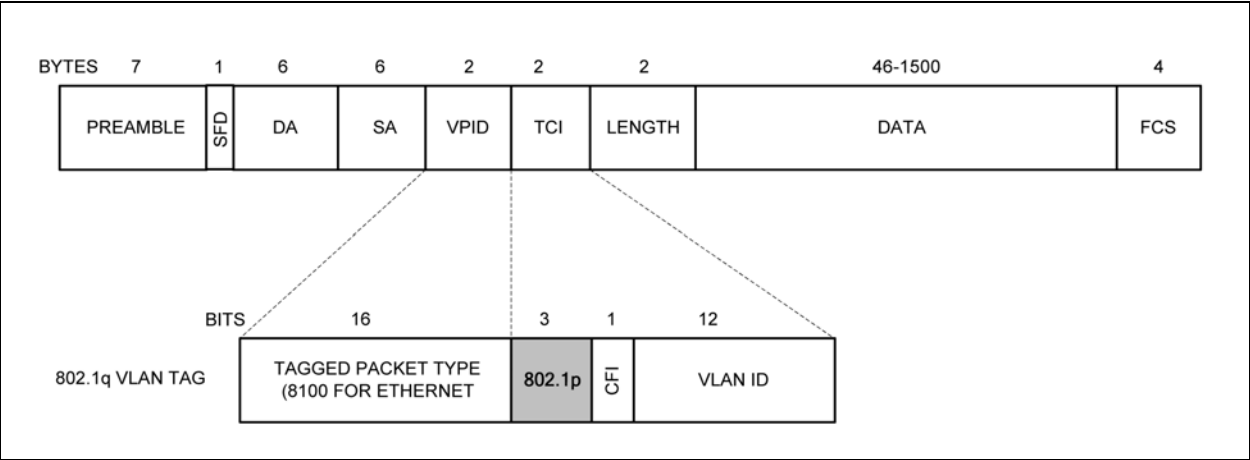 BYTES 7 1 6 6 2 2 2 46-1500 4
PREAMBLE SFD DA SA VPID TCI LENGTH DATA FCS
BITS 16 3 1 12
802.1q VLAN TAG
TAGGED PACKET TYPE
(8100 FOR ETHERNET
802.1p
CFI
VLAN ID